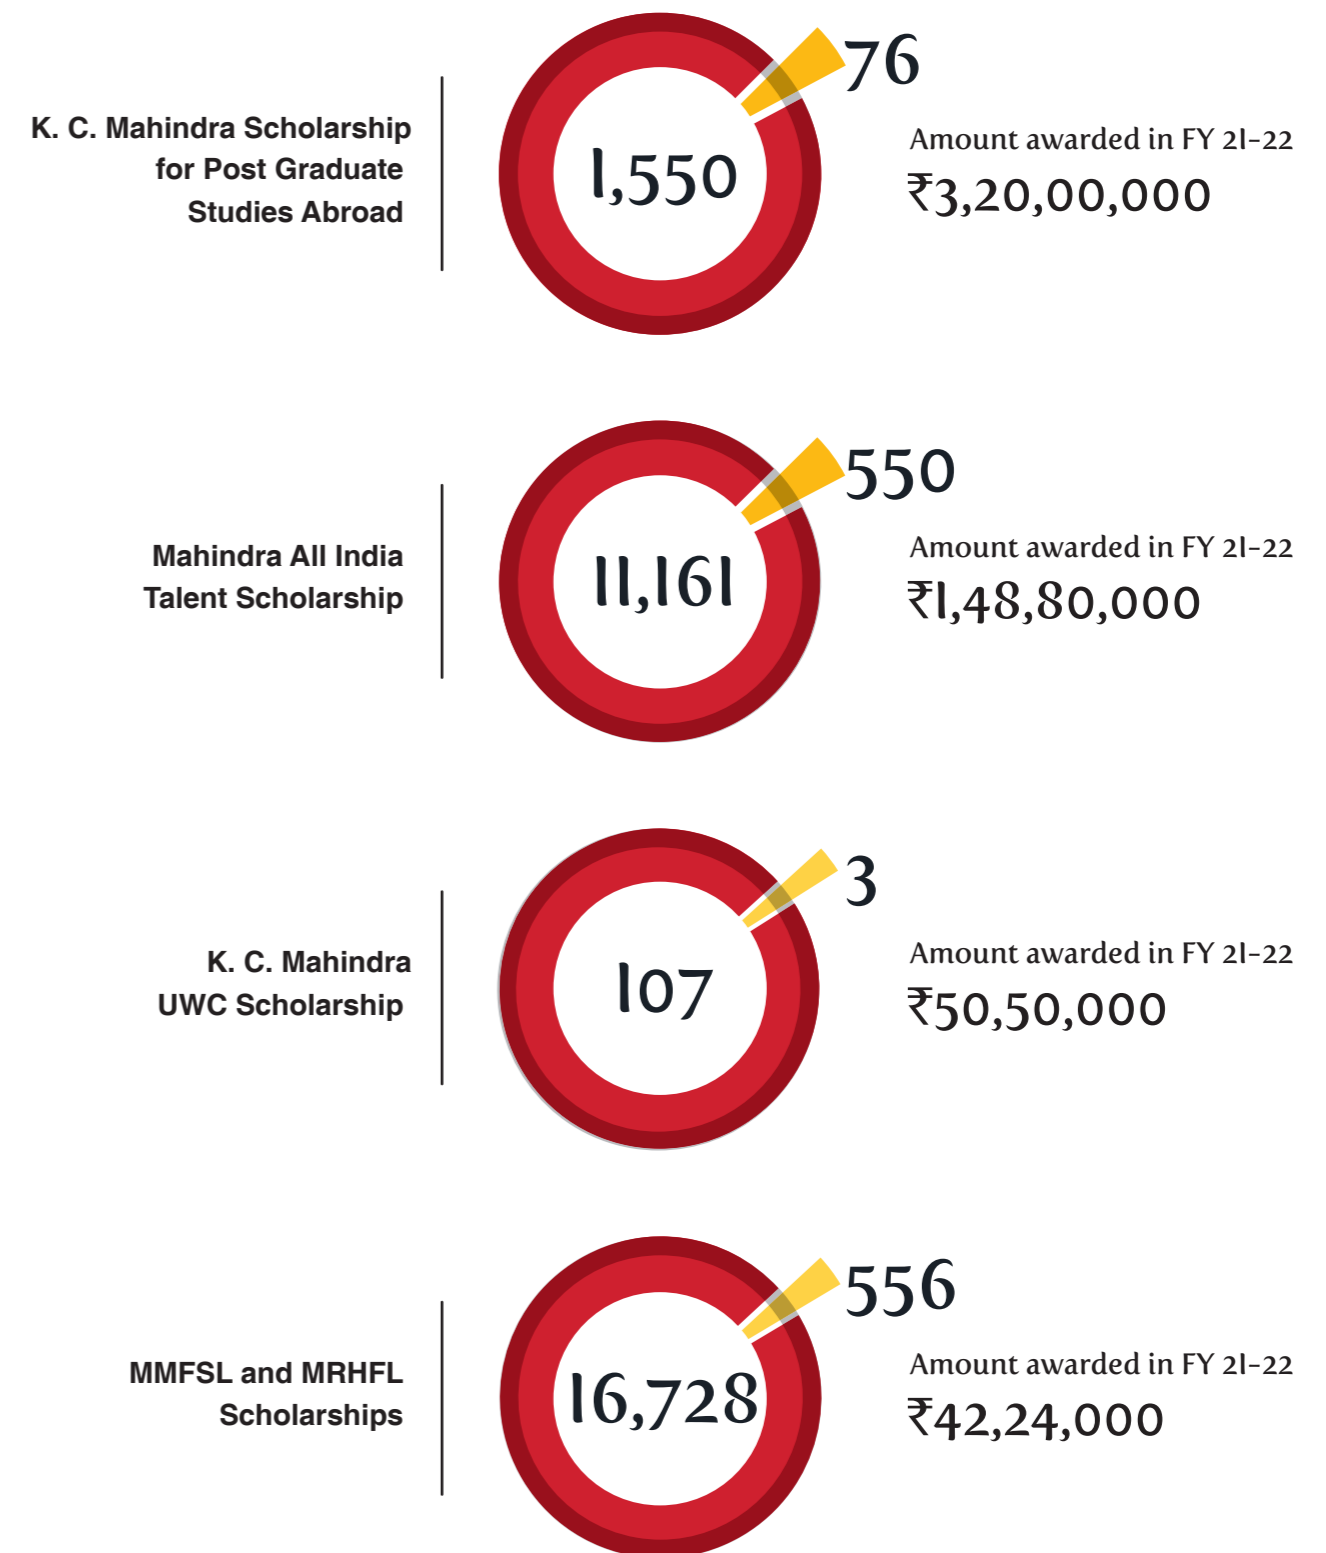 K. C. Mahindra Scholarship
for Post Graduate
Studies Abroad
1,550
76
Amount awarded in FY 21-22
₹3,20,00,000
Mahindra All India
Talent Scholarship
11,161
550
Amount awarded in FY 21-22
₹1,48,80,000
K. C. Mahindra
UWC Scholarship
107
3
Amount awarded in FY 21-22
₹50,50,000
MMFSL and MRHFL
Scholarships
16,728
556
Amount awarded in FY 21-22
₹42,24,000